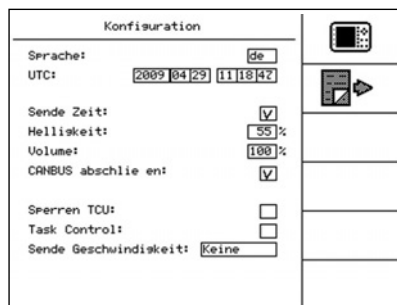 Konfiguration
Sprache: de
UTC: 2009 04 29 11 18 47
Sende Zeit:
Helligkeit: 55 %
Volume: 100 %
CANBUS abschlie en:
Sperren TCU:
Task Control:
Sende Geschwindigkeit: Keine